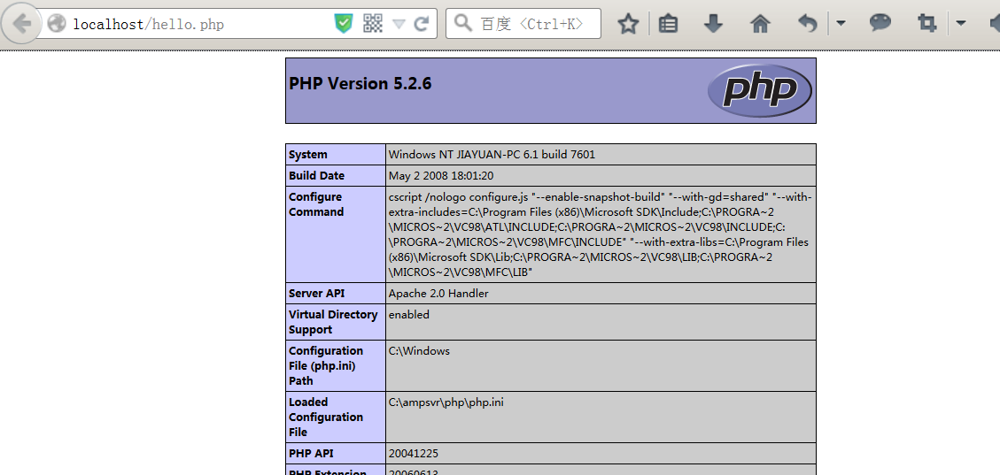 localhost/hello.php
百度 <Ctrl+K>
PHP Version 5.2.6
php
System
Windows NT JIAYUAN-PC 6.1 build 7601
Build Date
May 2 2008 18:01:20
Configure
Command
cscript /nologo configure.js "--enable-snapshot-build" "--with-gd=shared" "--with-
extra-includes=C:\Program Files (x86)\Microsoft SDK\Include;C:\PROGRA~2
\MICROS~2\VC98\ATL\INCLUDE;C:\PROGRA~2\MICROS~2\VC98\INCLUDE;C:
\PROGRA~2\MICROS~2\VC98\MFC\INCLUDE" "--with-extra-libs=C:\Program Files
(x86)\Microsoft SDK\Lib;C:\PROGRA~2\MICROS~2\VC98\LIB;C:\PROGRA~2
\MICROS~2\VC98\MFC\LIB"
Server API
Apache 2.0 Handler
Virtual Directory
Support
enabled
Configuration
File (php.ini)
Path
C:\Windows
Loaded
Configuration
File
C:\ampsvr\php\php.ini
PHP API
20041225
PHP Extension
20060613